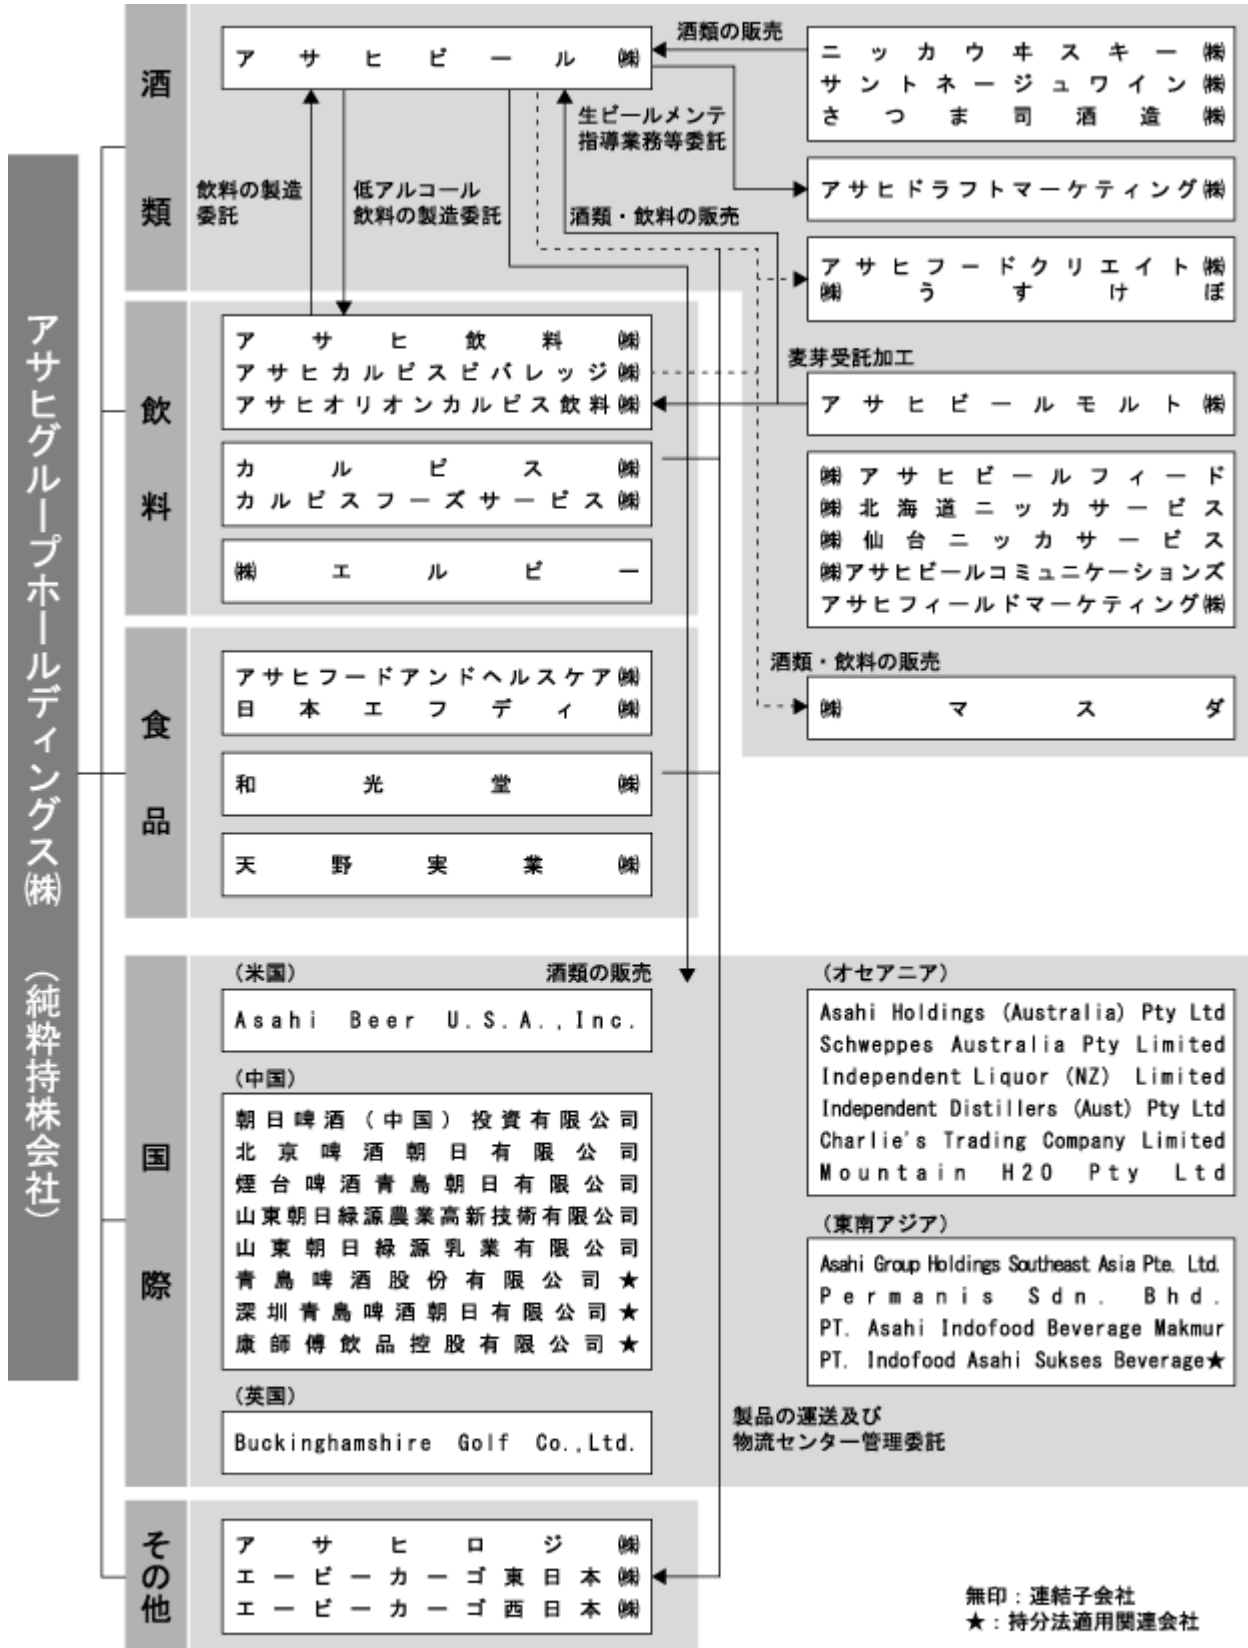 アサヒグループホールディングス㈱ （純粋持株会社）
酒類
アサヒビール㈱
酒類の販売
ニッカウヰスキー㈱
サントネージュワイン㈱
さつま司酒造㈱
生ビールメンテ
指導業務等委託
アサヒドラフトマーケティング㈱
飲料の製造
委託
低アルコール
飲料の製造委託
酒類・飲料の販売
アサヒフードクリエイト㈱
㈱うすけぼ
飲料
アサヒ飲料㈱
アサヒカルピスビバレッジ㈱
アサヒオリオンカルピス飲料㈱
カルピス㈱
カルピスフーズサービス㈱
㈱エルビー
麦芽受託加工
アサヒビールモルト㈱
㈱アサヒビールフィード
㈱北海道ニッカサービス
㈱仙台ニッカサービス
㈱アサヒビールコミュニケーションズ
アサヒフィールドマーケティング㈱
酒類・飲料の販売
㈱マスダ
食品
アサヒフードアンドヘルスケア㈱
日本エフディ㈱
和光堂㈱
天野実業㈱
国際
（米国）
酒類の販売
Asahi Beer U.S.A.,Inc.
（中国）
朝日啤酒（中国）投資有限公司
北京啤酒朝日有限公司
煙台啤酒青島朝日有限公司
山東朝日緑源農業高新技術有限公司
山東朝日緑源乳業有限公司
青島啤酒股份有限公司★
深圳青島啤酒朝日有限公司★
康師傅飲品控股有限公司★
（英国）
Buckinghamshire Golf Co.,Ltd.
（オセアニア）
Asahi Holdings (Australia) Pty Ltd
Schweppes Australia Pty Limited
Independent Liquor (NZ) Limited
Independent Distillers (Aust) Pty Ltd
Charlie's Trading Company Limited
Mountain H2O Pty Ltd
（東南アジア）
Asahi Group Holdings Southeast Asia Pte. Ltd.
Permanis Sdn. Bhd.
PT. Asahi Indofood Beverage Makmur
PT. Indofood Asahi Sukses Beverage★
製品の運送及び
物流センター管理委託
その他
アサヒロジ㈱
エービーカーゴ東日本㈱
エービーカーゴ西日本㈱
無印：連結子会社
★：持分法適用関連会社